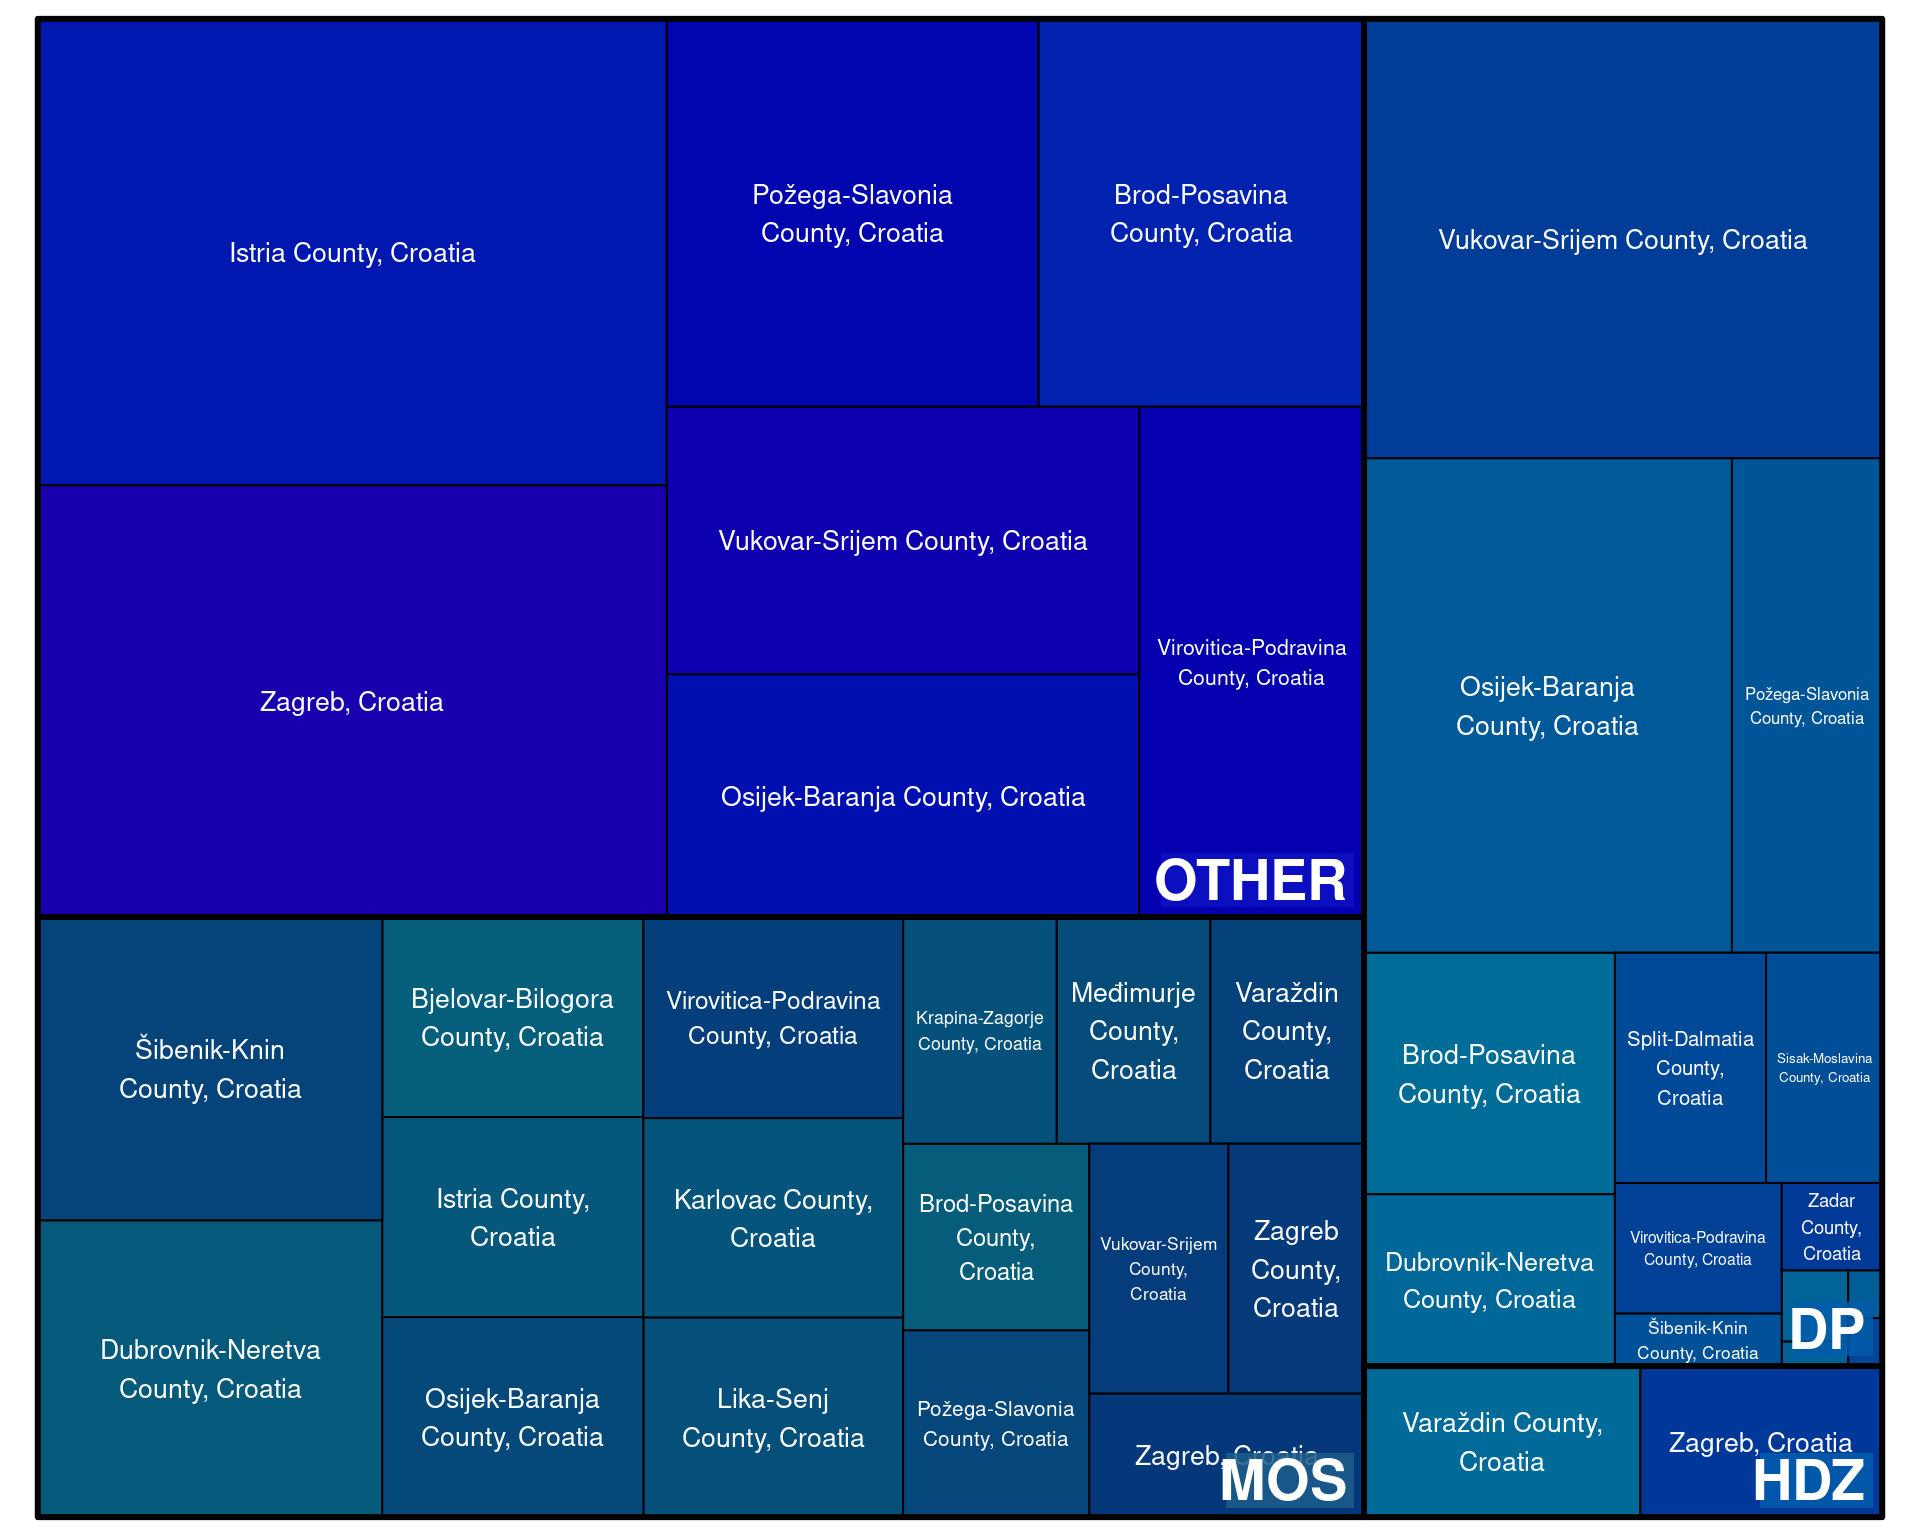 Istria County, Croatia
Zagreb, Croatia
Požega-Slavonia
County, Croatia
Brod-Posavina
County, Croatia
Vukovar-Srijem County, Croatia
Osijek-Baranja County, Croatia
Virovitica-Podravina
County, Croatia
OTHER
Šibenik-Knin
County, Croatia
Dubrovnik-Neretva
County, Croatia
Bjelovar-Bilogora
County, Croatia
Istria County,
Croatia
Osijek-Baranja
County, Croatia
Virovitica-Podravina
County, Croatia
Karlovac County,
Croatia
Lika-Senj
County, Croatia
Krapina-Zagorje
County, Croatia
Međimurje
County,
Croatia
Varaždin
County,
Croatia
Brod-Posavina
County,
Croatia
Požega-Slavonia
County, Croatia
Vukovar-Srijem
County,
Croatia
Zagreb
County,
Croatia
Zagreb, Croatia
MOS
Vukovar-Srijem County, Croatia
Osijek-Baranja
County, Croatia
Požega-Slavonia
County, Croatia
Brod-Posavina
County, Croatia
Dubrovnik-Neretva
County, Croatia
Split-Dalmatia
County,
Croatia
Sisak-Moslavina
County, Croatia
Virovitica-Podravina
County, Croatia
Zadar
County,
Croatia
Šibenik-Knin
County, Croatia
DP
Varaždin County,
Croatia
Zagreb, Croatia
HDZ